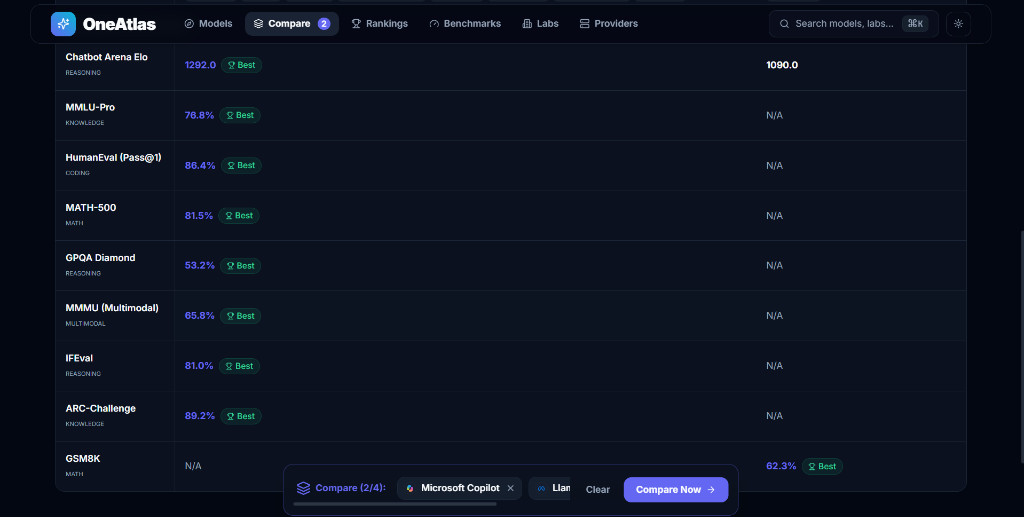 OneAtlas
Models
Compare 2
Rankings
Benchmarks
Labs
Providers
Search models, labs... ⌘K
Chatbot Arena Elo
REASONING
1292.0 Best
1090.0
MMLU-Pro
KNOWLEDGE
76.8% Best
N/A
HumanEval (Pass@1)
CODING
86.4% Best
N/A
MATH-500
MATH
81.5% Best
N/A
GPQA Diamond
REASONING
53.2% Best
N/A
MMMU (Multimodal)
MULTIMODAL
65.8% Best
N/A
IFEval
REASONING
81.0% Best
N/A
ARC-Challenge
KNOWLEDGE
89.2% Best
N/A
GSM8K
MATH
N/A
62.3% Best
Compare (2/4):
Microsoft Copilot
Clear
Compare Now